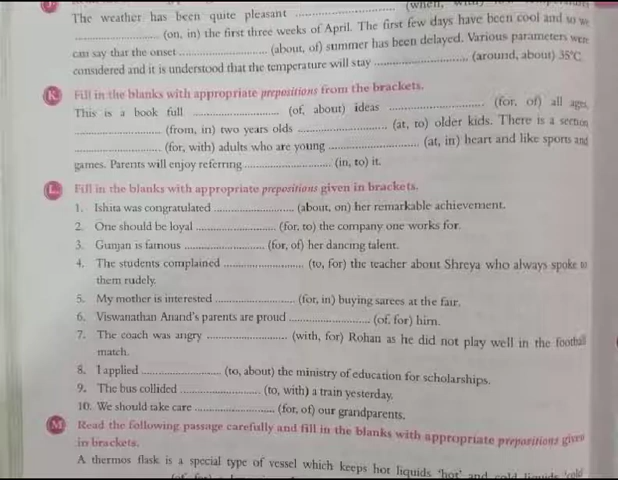 (when, with)
The weather has been quite pleasant ....................
.................... (on, in) the first three weeks of April. The first few days have been cool and so we
can say that the onset .................... (about, of) summer has been delayed. Various parameters were
considered and it is understood that the temperature will stay .................... (around, about) 35°C.
K Fill in the blanks with appropriate prepositions from the brackets.
This is a book full .................... (of, about) ideas .................... (for, of) all ages,
.................... (from, in) two years olds .................... (at, to) older kids. There is a section
.................... (for, with) adults who are young .................... (at, in) heart and like sports and
games. Parents will enjoy referring .................... (in, to) it.
L. Fill in the blanks with appropriate prepositions given in brackets.
1. Ishita was congratulated .................... (about, on) her remarkable achievement.
2. One should be loyal .................... (for, to) the company one works for.
3. Gunjan is famous .................... (for, of) her dancing talent.
4. The students complained .................... (to, for) the teacher about Shreya who always spoke to
them rudely.
5. My mother is interested .................... (for, in) buying sarees at the fair.
6. Viswanathan Anand's parents are proud .................... (of, for) him.
7. The coach was angry .................... (with, for) Rohan as he did not play well in the football
match.
8. I applied .................... (to, about) the ministry of education for scholarships.
9. The bus collided .................... (to, with) a train yesterday.
10. We should take care .................... (for, of) our grandparents.
M Read the following passage carefully and fill in the blanks with appropriate prepositions given
in brackets.
A thermos flask is a special type of vessel which keeps hot liquids 'hot' and cold liquids 'cold'